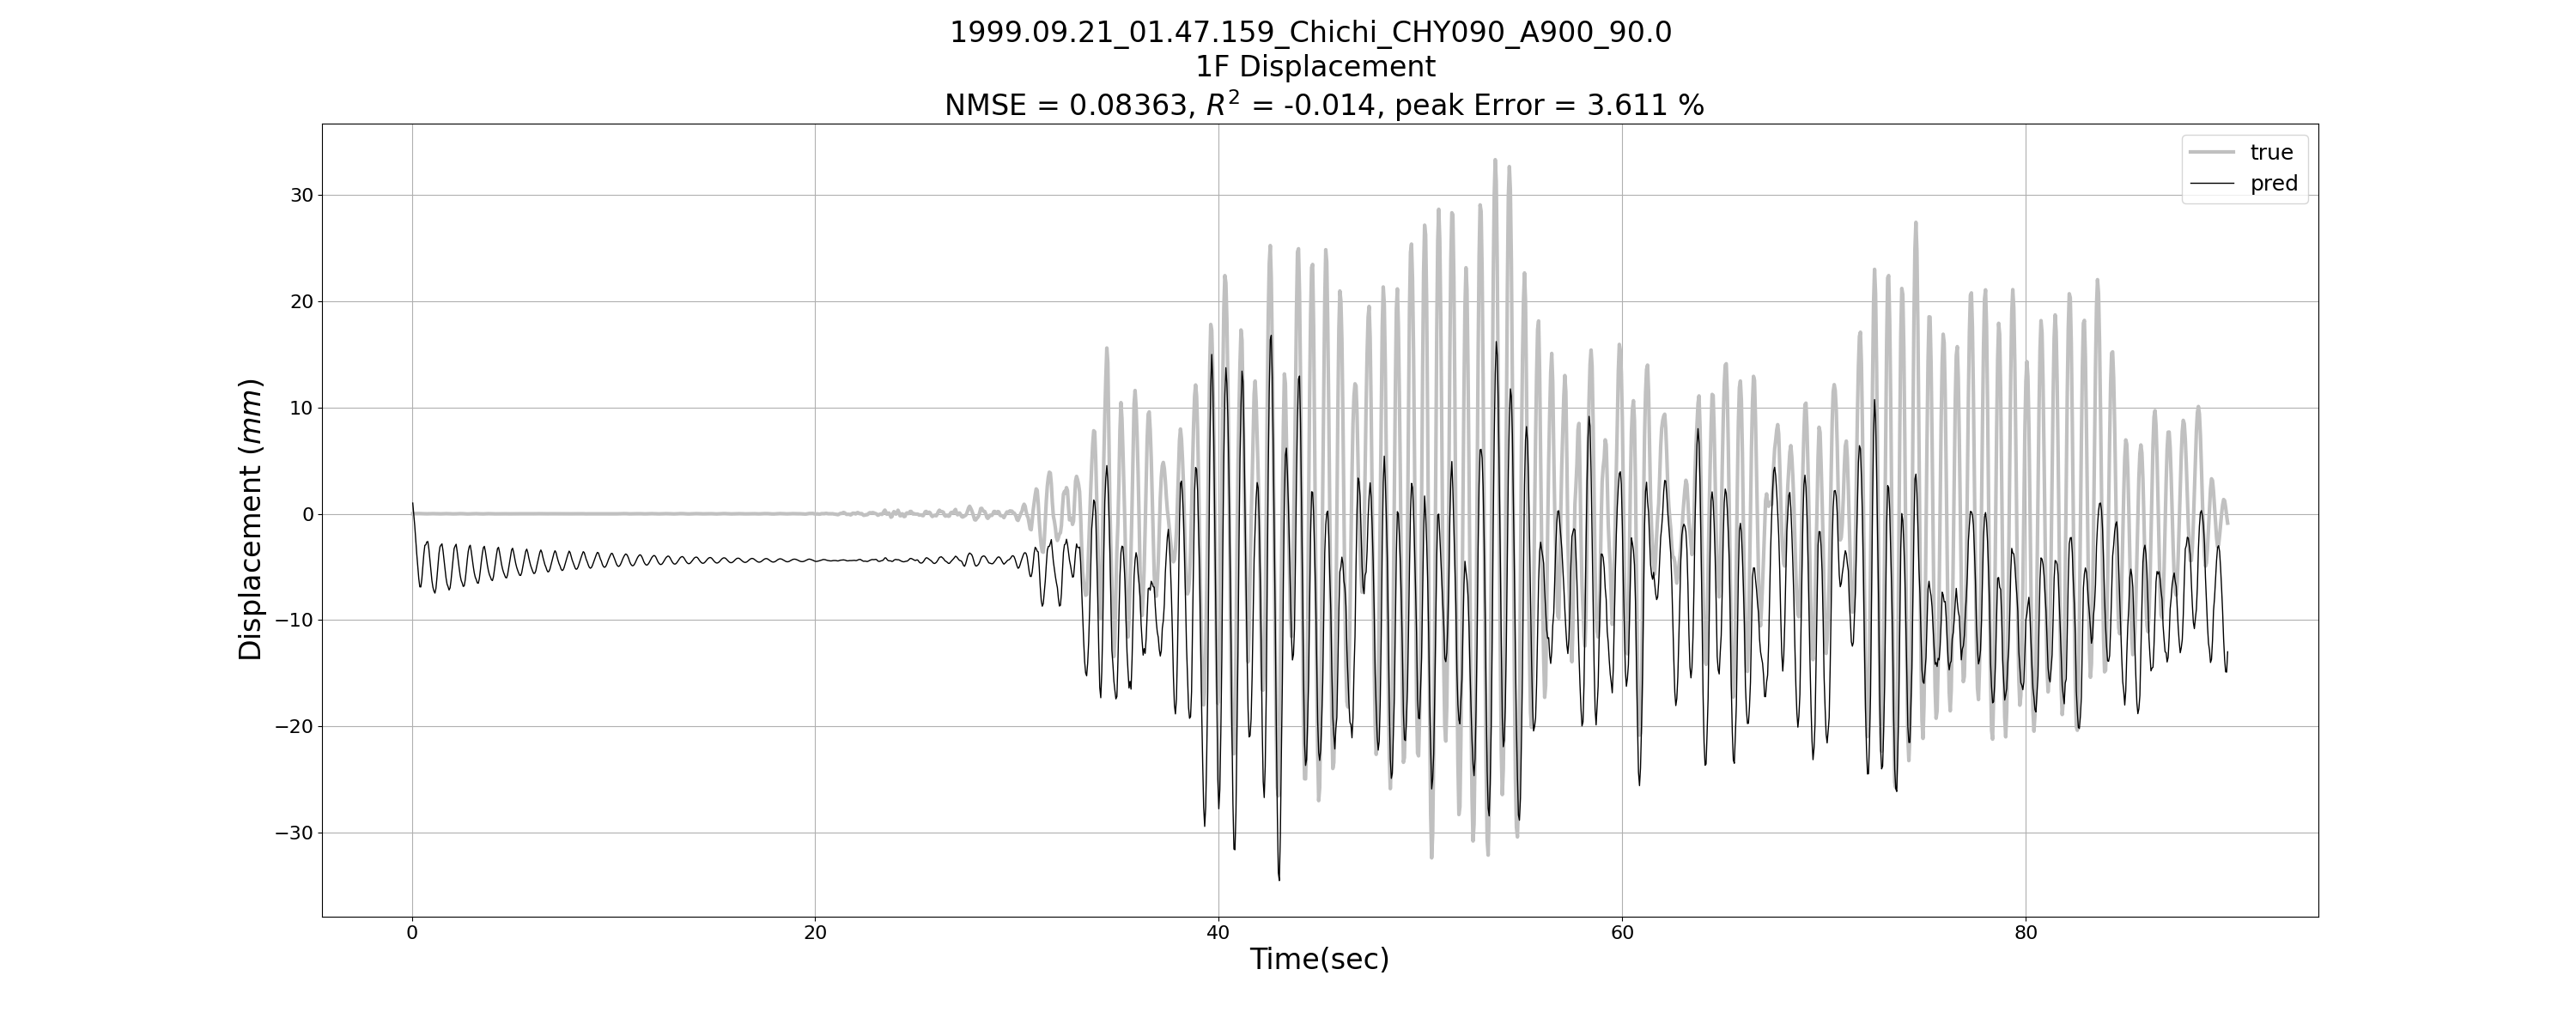 1999.09.21_01.47.159_Chichi_CHY090_A900_90.0
1F Displacement
NMSE = 0.08363, R² = -0.014, peak Error = 3.611 %
true
pred
Displacement (mm)
30
20
10
0
−10
−20
−30
0
20
40
60
80
Time(sec)